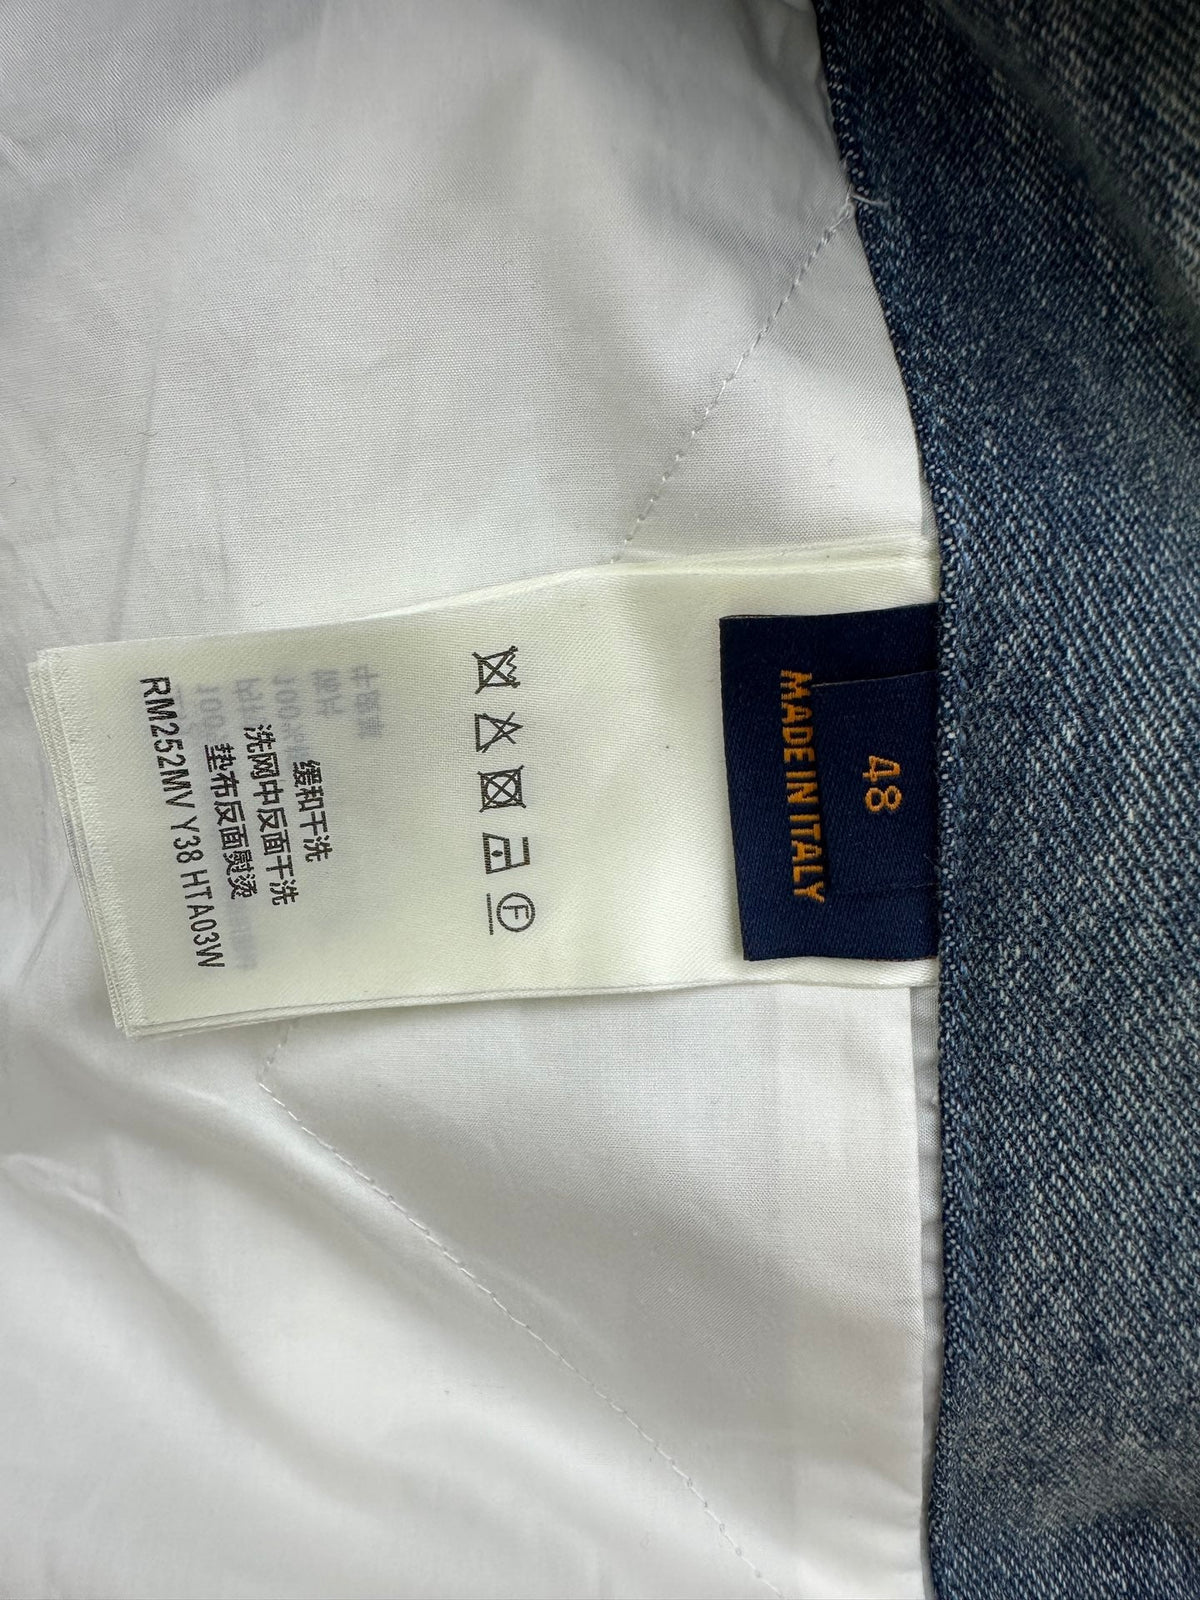 48
MADE IN ITALY
F
缓和干洗
洗网中反面干洗
垫布反面熨烫
RM252MV Y38 HTA03W